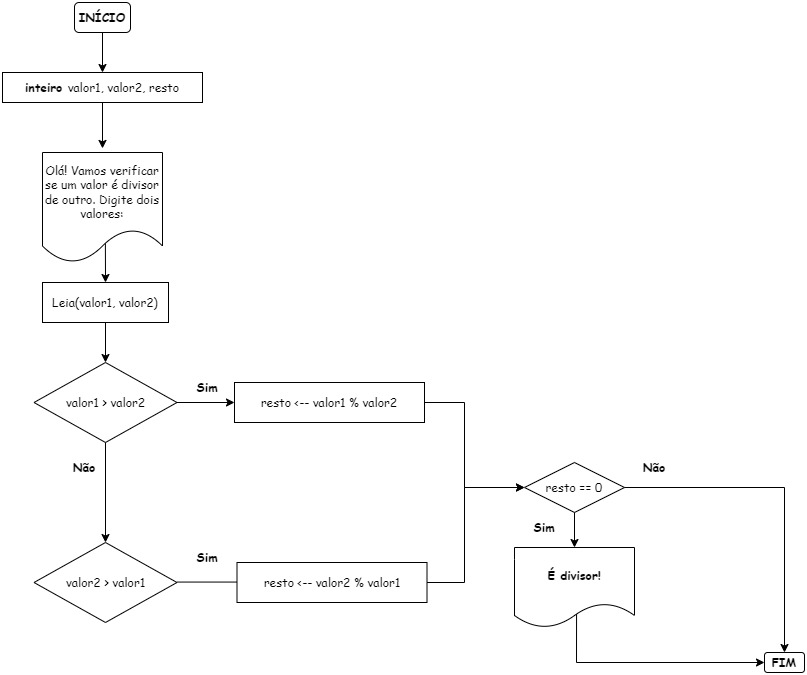 INÍCIO
inteiro valor1, valor2, resto
Olá! Vamos verificar
se um valor é divisor
de outro. Digite dois
valores:
Leia(valor1, valor2)
valor1 > valor2
Sim
resto <-- valor1 % valor2
Não
valor2 > valor1
Sim
resto <-- valor2 % valor1
resto == 0
Não
Sim
É divisor!
FIM